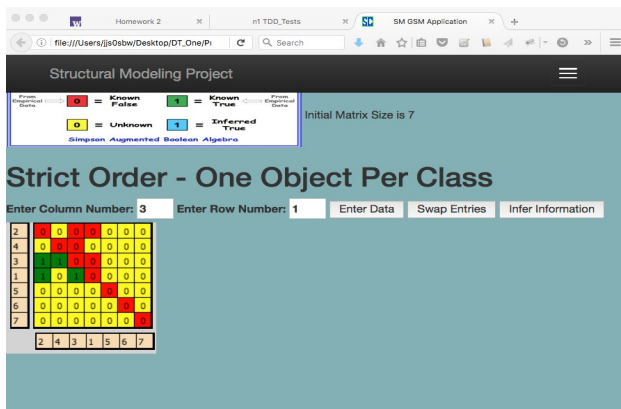 Homework 2
n1 TDD_Tests
SD SM GSM Application
file:///Users/jjs0sbw/Desktop/DT_One/Pr
Search
Structural Modeling Project
From Empirical Data 0 = Known False 1 = Known True From Empirical Data
0 = Unknown 1 = Inferred True
Simpson Augmented Boolean Algebra
Initial Matrix Size is 7
Strict Order - One Object Per Class
Enter Column Number: 3 Enter Row Number: 1 Enter Data Swap Entries Infer Information
2 0 0 0 0 0 0 0
4 0 0 0 0 0 0 0
3 1 1 0 0 0 0 0
1 1 0 1 0 0 0 0
5 0 0 0 0 0 0 0
6 0 0 0 0 0 0 0
7 0 0 0 0 0 0 0
2 4 3 1 5 6 7